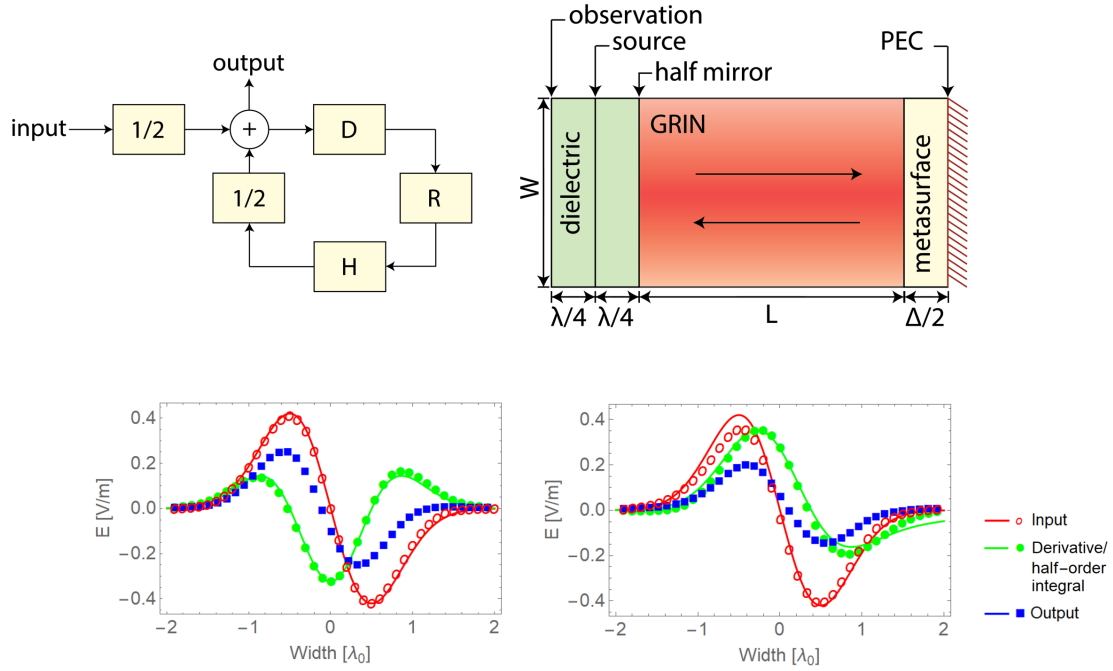 output
input
1/2
+
D
1/2
R
H
observation
source
half mirror
PEC
GRIN
W
dielectric
metasurface
λ/4
λ/4
L
Δ/2
0.4
0.2
0.0
−0.2
−0.4
E [V/m]
−2
−1
0
1
2
Width [λ0]
0.4
0.2
0.0
−0.2
−0.4
E [V/m]
−2
−1
0
1
2
Width [λ0]
Input
Derivative/
half−order
integral
Output